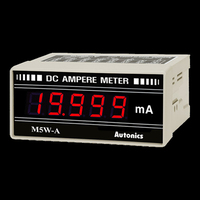 DC AMPERE METER
19.999 mA
M5W-A Autonics